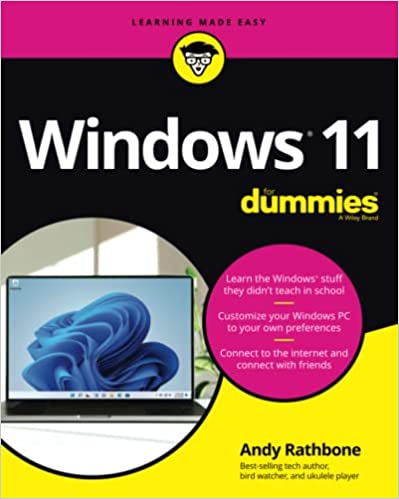 LEARNING MADE EASY
Windows® 11
for
dummies®
A Wiley Brand
Learn the Windows® stuff
they didn't teach in school
Customize your Windows PC
to your own preferences
Connect to the internet and
connect with friends
Andy Rathbone
Best-selling tech author,
bird watcher, and ukulele player